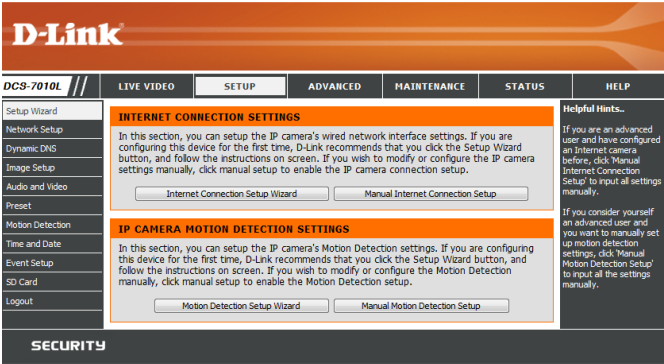 D-Link
DCS-7010L
LIVE VIDEO
SETUP
ADVANCED
MAINTENANCE
STATUS
HELP
Setup Wizard
Network Setup
Dynamic DNS
Image Setup
Audio and Video
Preset
Motion Detection
Time and Date
Event Setup
SD Card
Logout
INTERNET CONNECTION SETTINGS
In this section, you can setup the IP camera's wired network interface settings. If you are
configuring this device for the first time, D-Link recommends that you click the Setup Wizard
button, and follow the instructions on screen. If you wish to modify or configure the IP camera
settings manually, click manual setup to enable the IP camera connection setup.
Internet Connection Setup Wizard
Manual Internet Connection Setup
IP CAMERA MOTION DETECTION SETTINGS
In this section, you can setup the IP camera's Motion Detection settings. If you are configuring
this device for the first time, D-Link recommends that you click the Setup Wizard button, and
follow the instructions on screen. If you wish to modify or configure the Motion Detection
manually, click manual setup to enable the Motion Detection setup.
Motion Detection Setup Wizard
Manual Motion Detection Setup
Helpful Hints..
If you are an advanced
user and have configured
an Internet camera
before, click 'Manual
Internet Connection
Setup' to input all settings
manually.
If you consider yourself
an advanced user and
you want to manually set
up motion detection
settings, click 'Manual
Motion Detection Setup'
to input all the settings
manually.
SECURITY